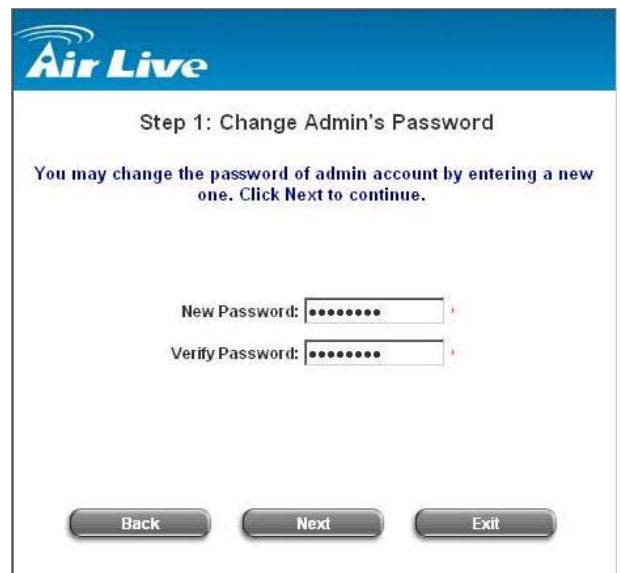 Air Live
Step 1: Change Admin's Password
You may change the password of admin account by entering a new
one. Click Next to continue.
New Password: •••••••• *
Verify Password: •••••••• *
Back Next Exit